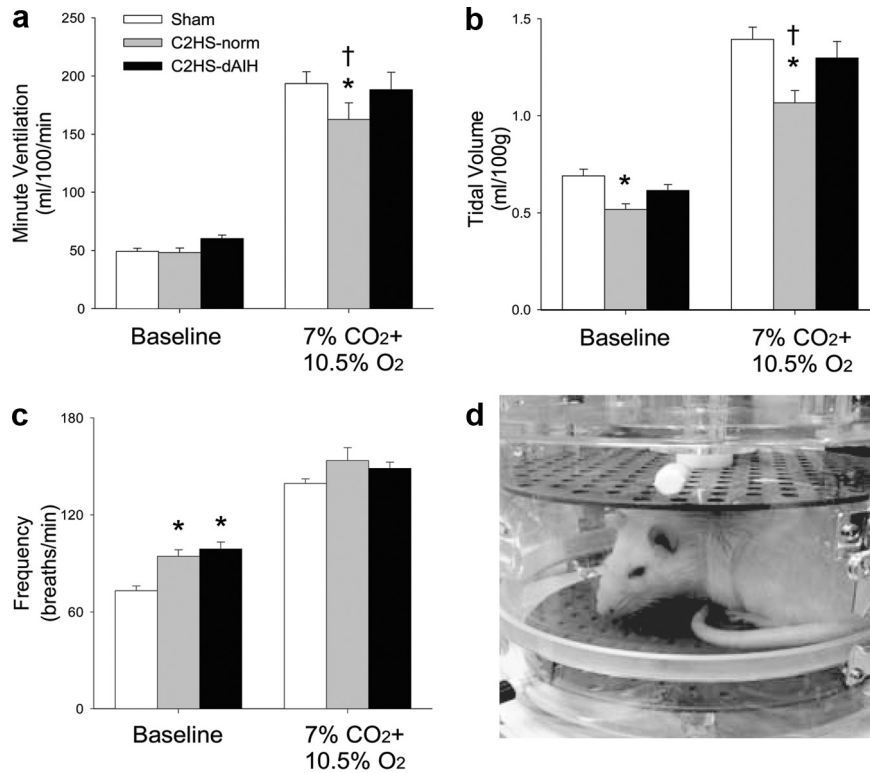 a
Minute Ventilation
(ml/100/min)
250
200
150
100
50
0
Sham
C2HS-norm
C2HS-dAIH
†
*
Baseline
7% CO2+
10.5% O2
b
Tidal Volume
(ml/100g)
1.5
1.0
0.5
0.0
*
†
*
Baseline
7% CO2+
10.5% O2
c
Frequency
(breaths/min)
180
120
60
0
*
*
Baseline
7% CO2+
10.5% O2
d